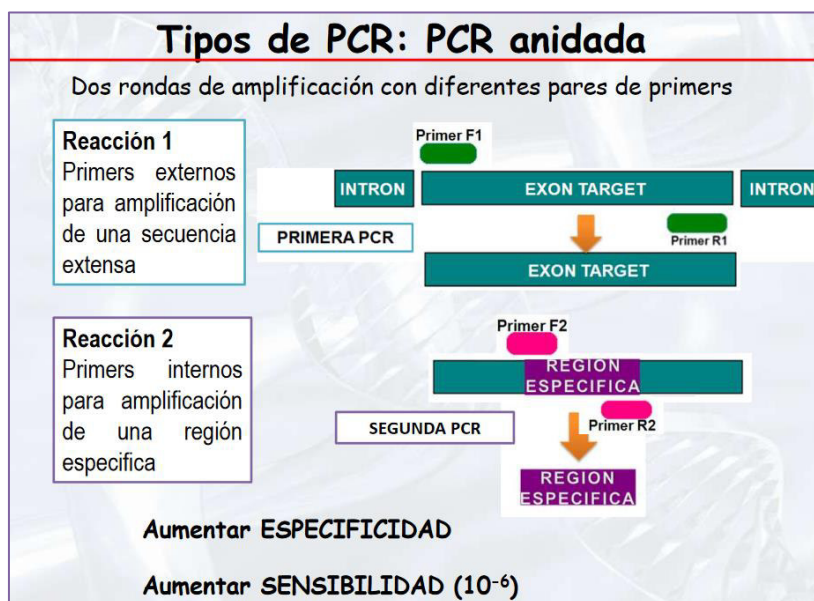 Tipos de PCR: PCR anidada
Dos rondas de amplificación con diferentes pares de primers
Reacción 1
Primers externos
para amplificación
de una secuencia
extensa
Primer F1
INTRON
EXON TARGET
INTRON
PRIMERA PCR
Primer R1
EXON TARGET
Reacción 2
Primers internos
para amplificación
de una región
especifica
Primer F2
REGION
ESPECIFICA
SEGUNDA PCR
Primer R2
REGION
ESPECIFICA
Aumentar ESPECIFICIDAD
Aumentar SENSIBILIDAD (10⁻⁶)